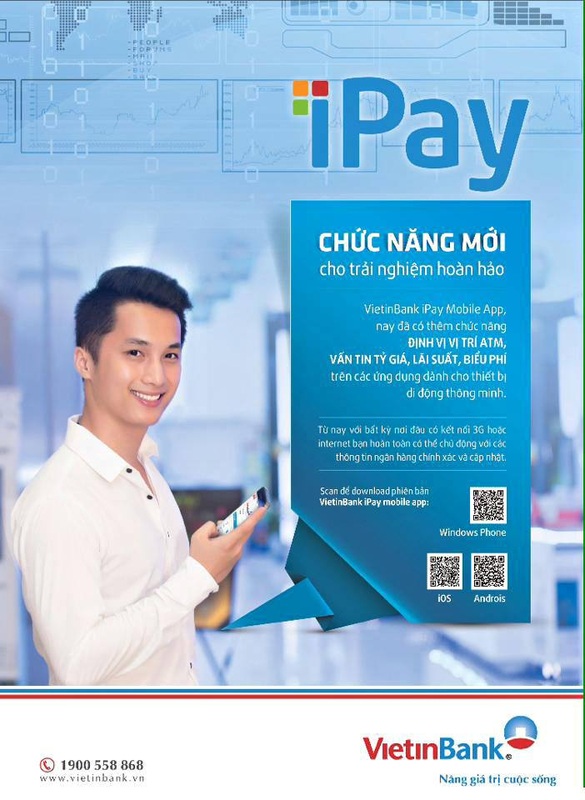 PEOPLE
iPay
CHỨC NĂNG MỚI
cho trải nghiệm hoàn hảo
VietinBank iPay Mobile App,
nay đã có thêm chức năng
ĐỊNH VỊ VỊ TRÍ ATM,
VẤN TIN TỶ GIÁ, LÃI SUẤT, BIỂU PHÍ
trên các ứng dụng dành cho thiết bị
di động thông minh.
Từ nay với bất kỳ nơi đâu có kết nối 3G hoặc
internet bạn hoàn toàn có thể chủ động với các
thông tin ngân hàng chính xác và cập nhật.
Scan để download phiên bản
VietinBank iPay mobile app:
Windows Phone
iOS Androis
1900 558 868
www.vietinbank.vn
VietinBank®
Nâng giá trị cuộc sống